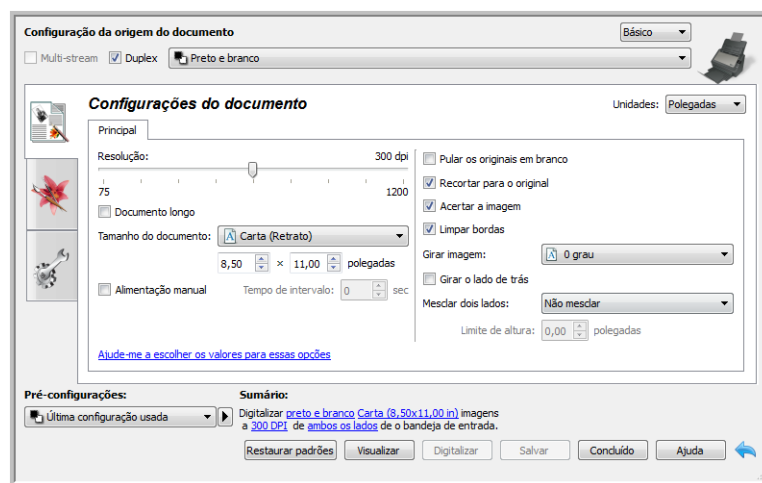 Configuração da origem do documento
Básico
Multi-stream Duplex Preto e branco
Configurações do documento
Unidades: Polegadas
Principal
Resolução: 300 dpi
75 1200
Documento longo
Tamanho do documento: Carta (Retrato)
8,50 × 11,00 polegadas
Alimentação manual Tempo de intervalo: 0 sec
Ajude-me a escolher os valores para essas opções
Pular os originais em branco
Recortar para o original
Acertar a imagem
Limpar bordas
Girar imagem: 0 grau
Girar o lado de trás
Mesclar dois lados: Não mesclar
Limite de altura: 0,00 polegadas
Pré-configurações:
Última configuração usada
Sumário:
Digitalizar preto e branco Carta (8,50x11,00 in) imagens
a 300 DPI de ambos os lados de o bandeja de entrada.
Restaurar padrões Visualizar Digitalizar Salvar Concluído Ajuda